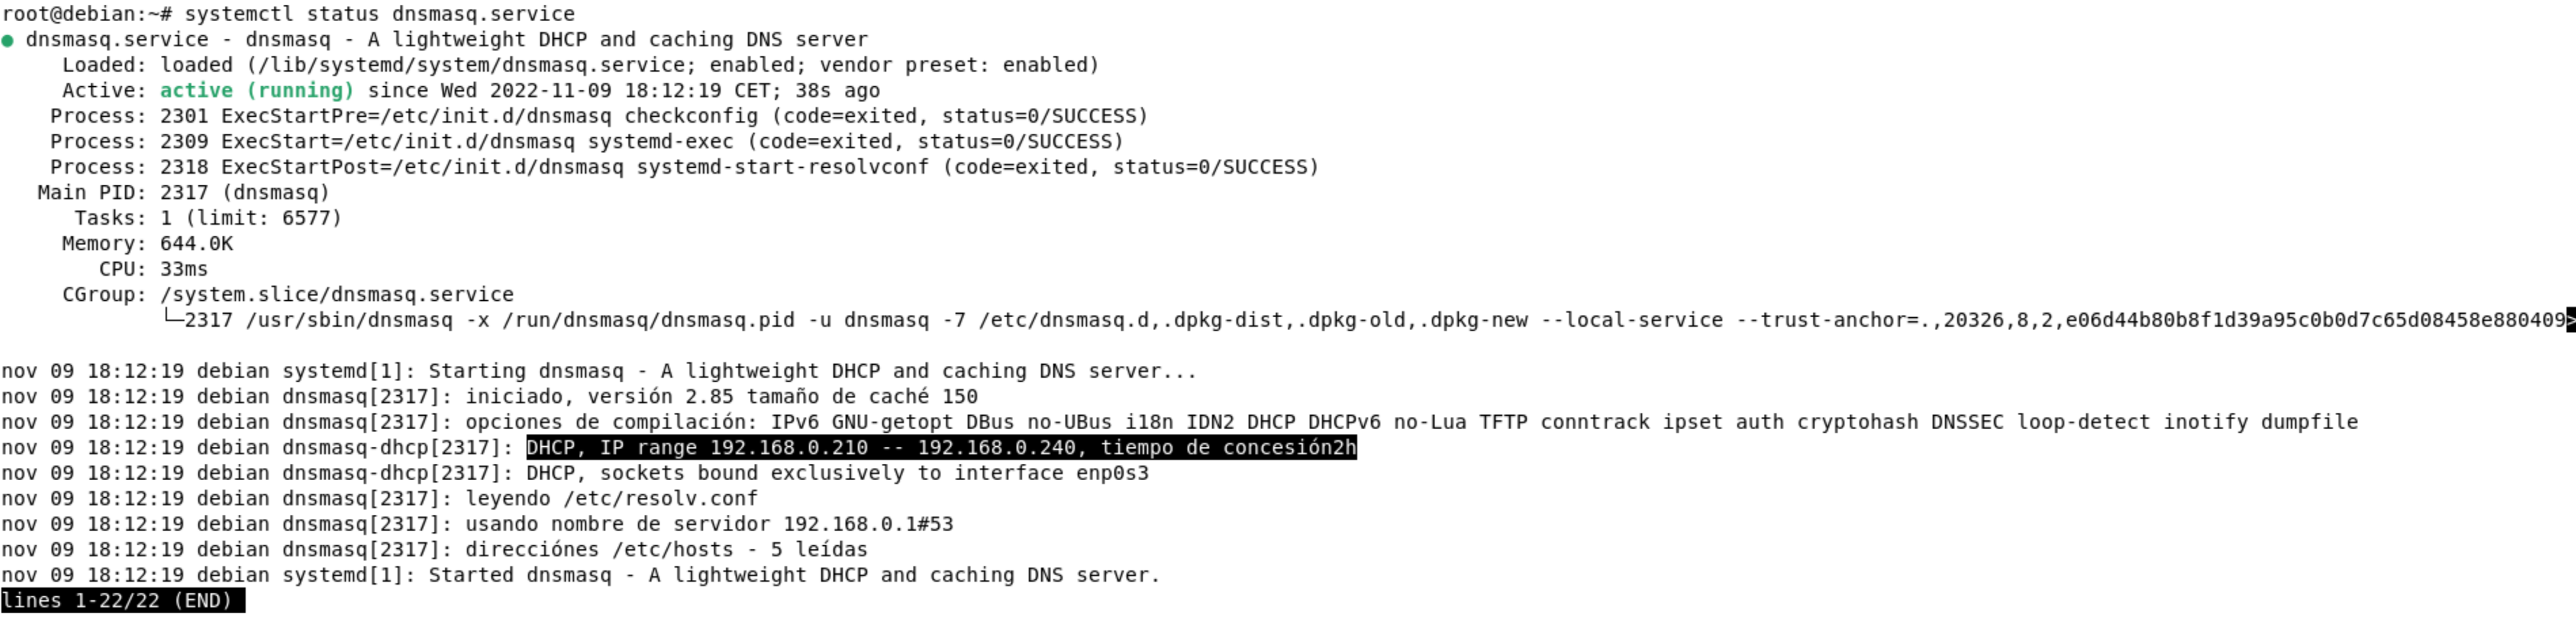 root@debian:~# systemctl status dnsmasq.service
● dnsmasq.service - dnsmasq - A lightweight DHCP and caching DNS server
     Loaded: loaded (/lib/systemd/system/dnsmasq.service; enabled; vendor preset: enabled)
     Active: active (running) since Wed 2022-11-09 18:12:19 CET; 38s ago
    Process: 2301 ExecStartPre=/etc/init.d/dnsmasq checkconfig (code=exited, status=0/SUCCESS)
    Process: 2309 ExecStart=/etc/init.d/dnsmasq systemd-exec (code=exited, status=0/SUCCESS)
    Process: 2318 ExecStartPost=/etc/init.d/dnsmasq systemd-start-resolvconf (code=exited, status=0/SUCCESS)
   Main PID: 2317 (dnsmasq)
      Tasks: 1 (limit: 6577)
     Memory: 644.0K
        CPU: 33ms
     CGroup: /system.slice/dnsmasq.service
             └─2317 /usr/sbin/dnsmasq -x /run/dnsmasq/dnsmasq.pid -u dnsmasq -7 /etc/dnsmasq.d,.dpkg-dist,.dpkg-old,.dpkg-new --local-service --trust-anchor=.,20326,8,2,e06d44b80b8f1d39a95c0b0d7c65d08458e880409>
nov 09 18:12:19 debian systemd[1]: Starting dnsmasq - A lightweight DHCP and caching DNS server...
nov 09 18:12:19 debian dnsmasq[2317]: iniciado, versión 2.85 tamaño de caché 150
nov 09 18:12:19 debian dnsmasq[2317]: opciones de compilación: IPv6 GNU-getopt DBus no-UBus i18n IDN2 DHCP DHCPv6 no-Lua TFTP conntrack ipset auth cryptohash DNSSEC loop-detect inotify dumpfile
nov 09 18:12:19 debian dnsmasq-dhcp[2317]: DHCP, IP range 192.168.0.210 -- 192.168.0.240, tiempo de concesión2h
nov 09 18:12:19 debian dnsmasq-dhcp[2317]: DHCP, sockets bound exclusively to interface enp0s3
nov 09 18:12:19 debian dnsmasq[2317]: leyendo /etc/resolv.conf
nov 09 18:12:19 debian dnsmasq[2317]: usando nombre de servidor 192.168.0.1#53
nov 09 18:12:19 debian dnsmasq[2317]: direcciónes /etc/hosts - 5 leídas
nov 09 18:12:19 debian systemd[1]: Started dnsmasq - A lightweight DHCP and caching DNS server.
lines 1-22/22 (END)